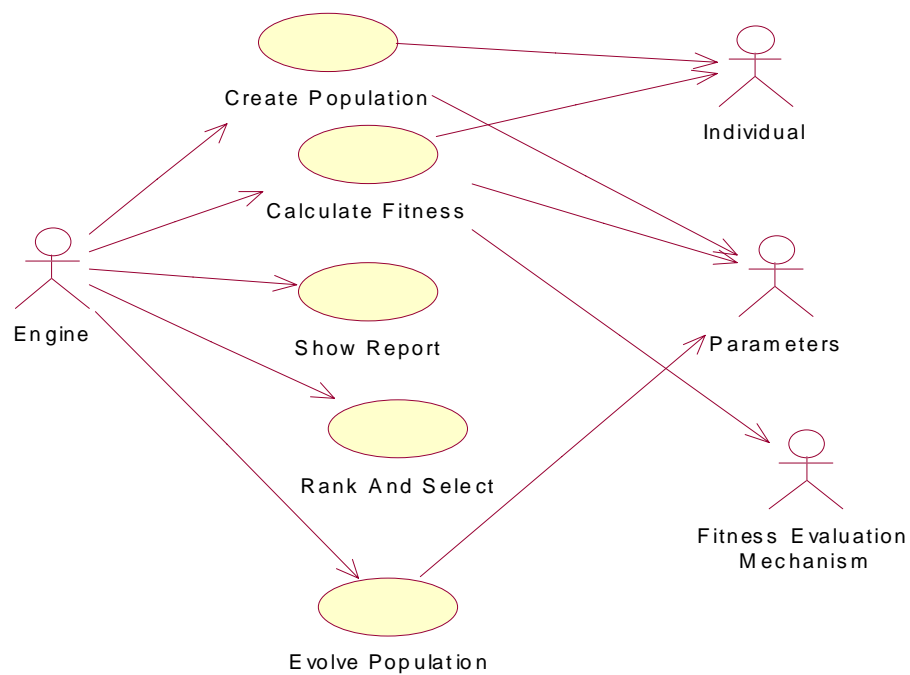 Create Population
Individual
Calculate Fitness
Engine
Show Report
Parameters
Rank And Select
Fitness Evaluation
Mechanism
Evolve Population